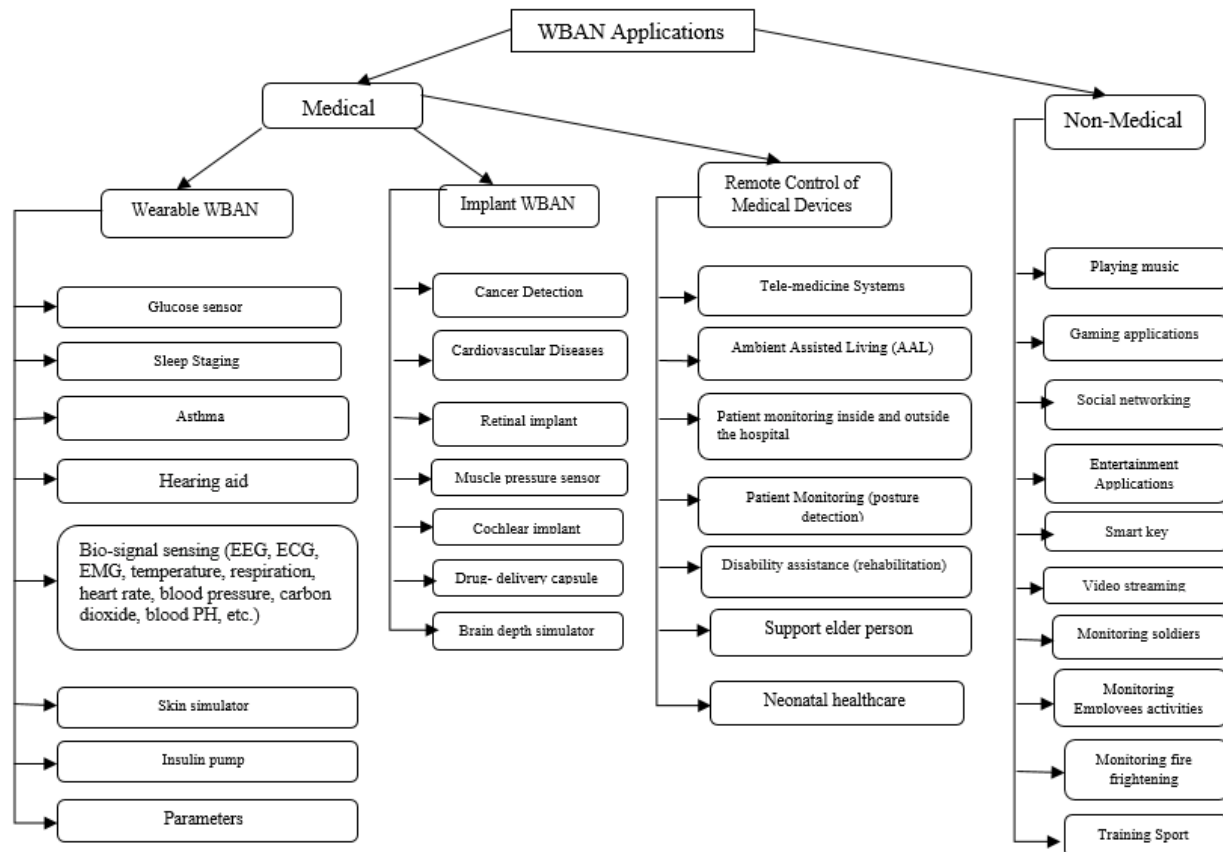 WBAN Applications
Medical
Non-Medical
Wearable WBAN
Implant WBAN
Remote Control of
Medical Devices
Glucose sensor
Sleep Staging
Asthma
Hearing aid
Bio-signal sensing (EEG, ECG,
EMG, temperature, respiration,
heart rate, blood pressure, carbon
dioxide, blood PH, etc.)
Skin simulator
Insulin pump
Parameters
Cancer Detection
Cardiovascular Diseases
Retinal implant
Muscle pressure sensor
Cochlear implant
Drug- delivery capsule
Brain depth simulator
Tele-medicine Systems
Ambient Assisted Living (AAL)
Patient monitoring inside and outside
the hospital
Patient Monitoring (posture
detection)
Disability assistance (rehabilitation)
Support elder person
Neonatal healthcare
Playing music
Gaming applications
Social networking
Entertainment
Applications
Smart key
Video streaming
Monitoring soldiers
Monitoring
Employees activities
Monitoring fire
frightening
Training Sport